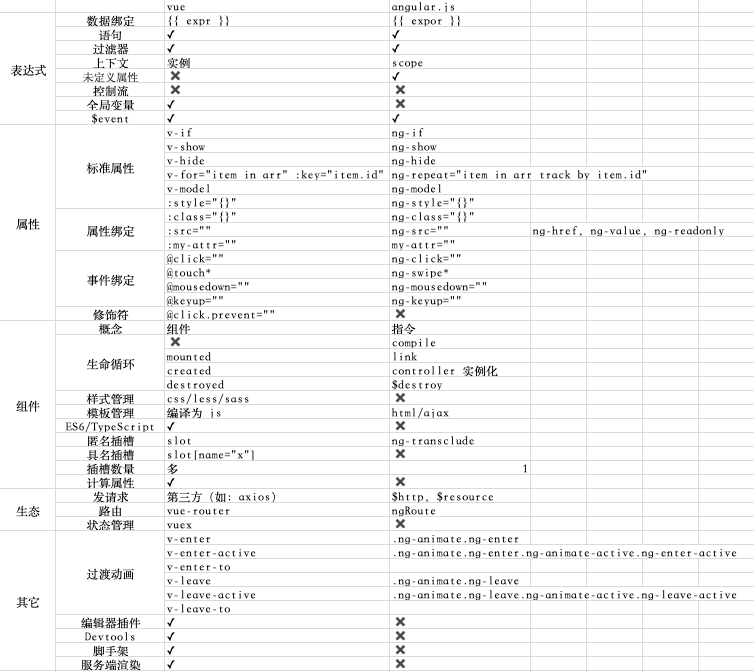 vue angular.js
表达式 数据绑定 {{ expr }} {{ expor }}
语句 ✓ ✓
过滤器 ✓ ✓
上下文 实例 scope
未定义属性 ✖ ✓
控制流 ✖ ✖
全局变量 ✓ ✖
$event ✓ ✓
属性 标准属性 v-if ng-if
v-show ng-show
v-hide ng-hide
v-for="item in arr" :key="item.id" ng-repeat="item in arr track by item.id"
v-model ng-model
:style="{}" ng-style="{}"
属性绑定 :class="{}" ng-class="{}"
:src="" ng-src="" ng-href, ng-value, ng-readonly
:my-attr="" my-attr=""
事件绑定 @click="" ng-click=""
@touch* ng-swipe*
@mousedown="" ng-mousedown=""
@keyup="" ng-keyup=""
修饰符 @click.prevent="" ✖
组件 概念 组件 指令
生命循环 ✖ compile
mounted link
created controller 实例化
destroyed $destroy
样式管理 css/less/sass ✖
模板管理 编译为 js html/ajax
ES6/TypeScript ✓ ✖
匿名插槽 slot ng-transclude
具名插槽 slot[name="x"] ✖
插槽数量 多 1
计算属性 ✓ ✖
生态 发请求 第三方（如：axios） $http, $resource
路由 vue-router ngRoute
状态管理 vuex ✖
其它 过渡动画 v-enter .ng-animate.ng-enter
v-enter-active .ng-animate.ng-enter.ng-animate-active.ng-enter-active
v-enter-to
v-leave .ng-animate.ng-leave
v-leave-active .ng-animate.ng-leave.ng-animate-active.ng-leave-active
v-leave-to
编辑器插件 ✓ ✖
Devtools ✓ ✖
脚手架 ✓ ✖
服务端渲染 ✓ ✖